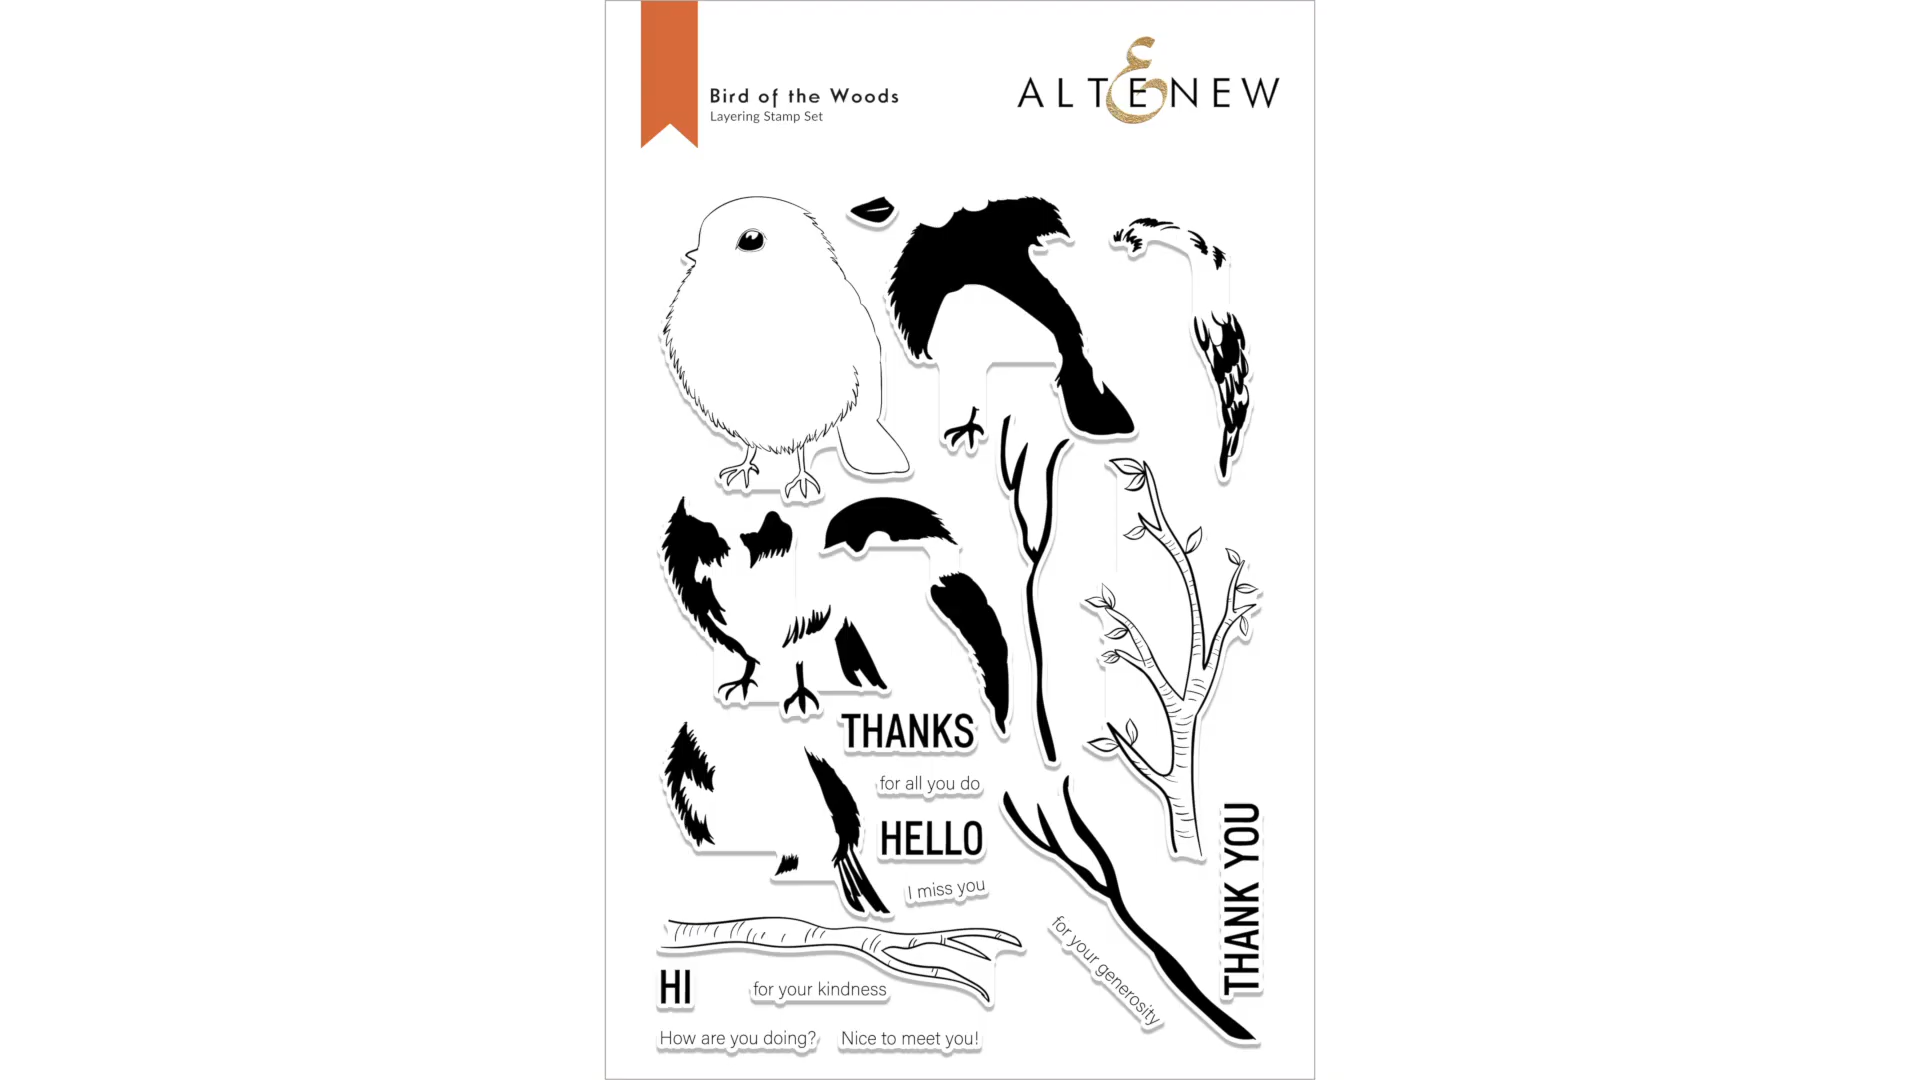 Bird of the Woods
Layering Stamp Set
ALTENEW
THANKS
for all you do
HELLO
I miss you
THANK YOU
for your generosity
HI
for your kindness
How are you doing?
Nice to meet you!